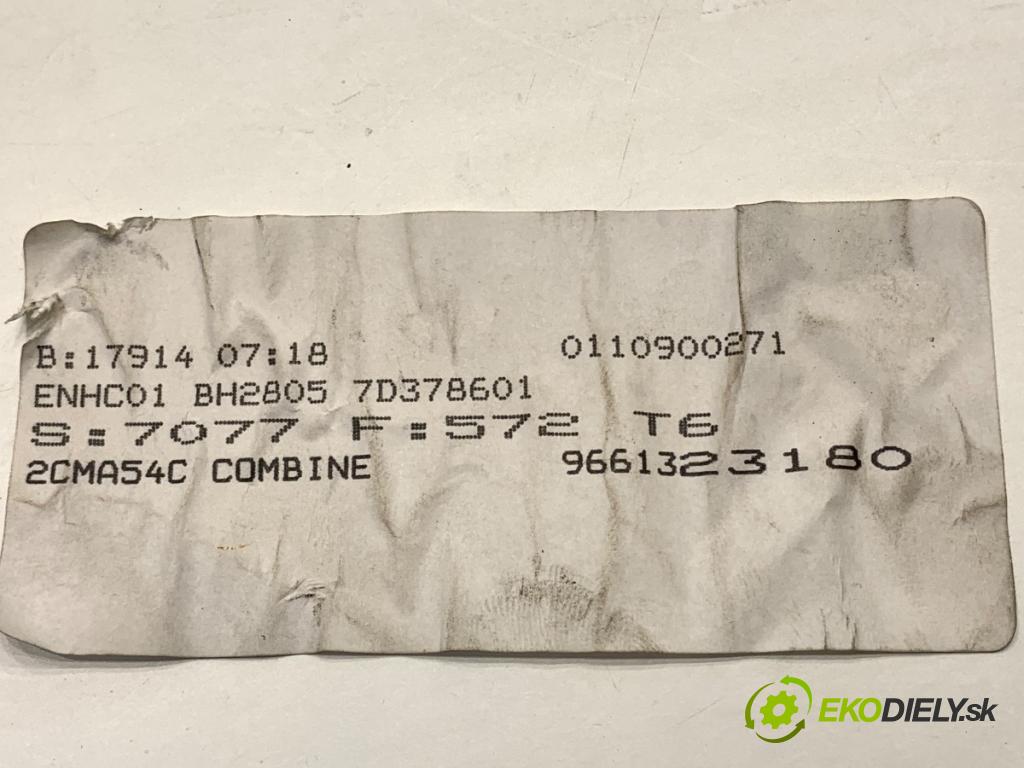 B:17914 07:18 0110900271
ENHC01 BH2805 7D378601
S:7077 F:572 T6
2CMA54C COMBINE 9661323180
EKODIELY.sk